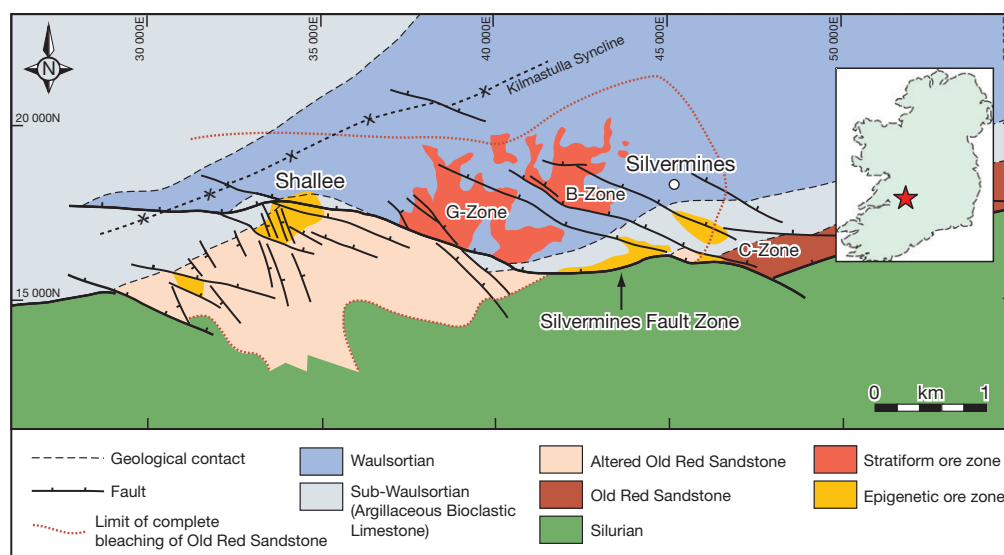 30 000E
35 000E
40 000E
45 000E
50 000E
N
20 000N
15 000N
Kilmastulla Syncline
Shallee
Silvermines
B-Zone
G-Zone
C-Zone
Silvermines Fault Zone
0 km 1
Geological contact
Fault
Limit of complete
bleaching of Old Red Sandstone
Waulsortian
Sub-Waulsortian
(Argillaceous Bioclastic
Limestone)
Altered Old Red Sandstone
Old Red Sandstone
Silurian
Stratiform ore zone
Epigenetic ore zone